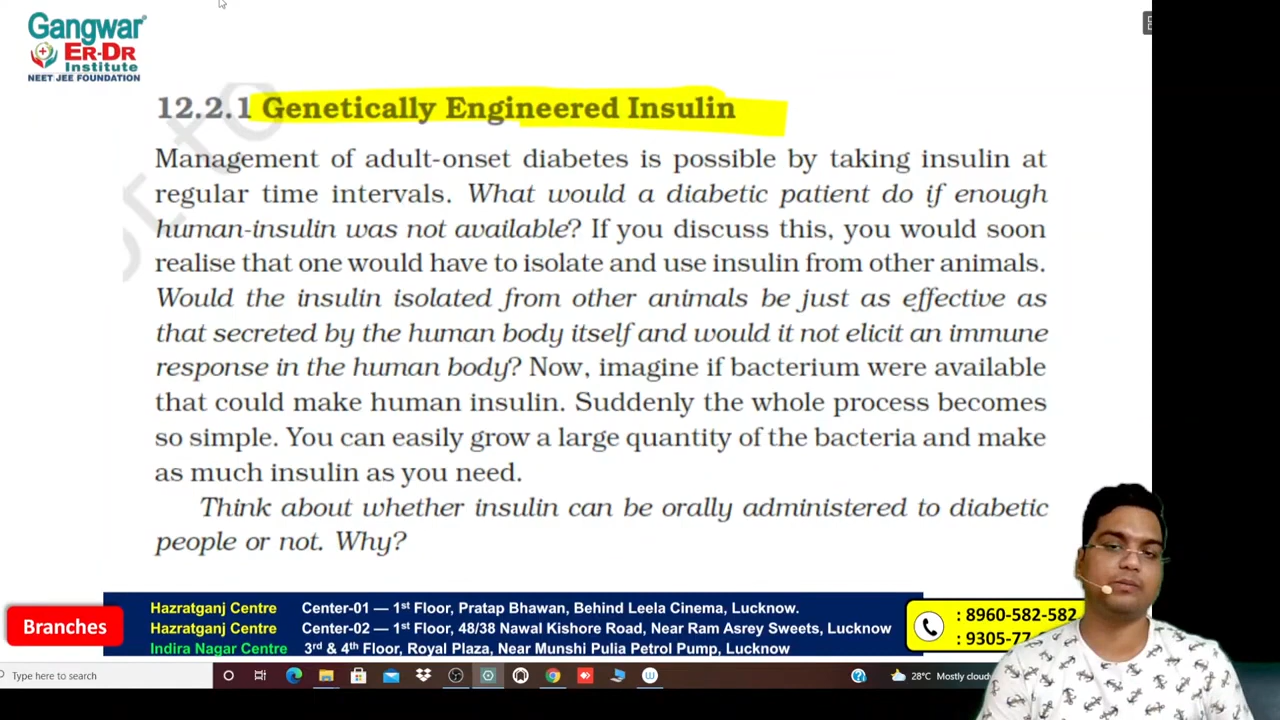 Gangwar
ER-DR
Institute
NEET JEE FOUNDATION
12.2.1 Genetically Engineered Insulin
Management of adult-onset diabetes is possible by taking insulin at
regular time intervals. What would a diabetic patient do if enough
human-insulin was not available? If you discuss this, you would soon
realise that one would have to isolate and use insulin from other animals.
Would the insulin isolated from other animals be just as effective as
that secreted by the human body itself and would it not elicit an immune
response in the human body? Now, imagine if bacterium were available
that could make human insulin. Suddenly the whole process becomes
so simple. You can easily grow a large quantity of the bacteria and make
as much insulin as you need.
Think about whether insulin can be orally administered to diabetic
people or not. Why?
Branches
Hazratganj Centre Center-01 — 1st Floor, Pratap Bhawan, Behind Leela Cinema, Lucknow.
Hazratganj Centre Center-02 — 1st Floor, 48/38 Nawal Kishore Road, Near Ram Asrey Sweets, Lucknow
Indira Nagar Centre 3rd & 4th Floor, Royal Plaza, Near Munshi Pulia Petrol Pump, Lucknow
: 8960-582-582
: 9305-77
Type here to search
28°C Mostly cloudy